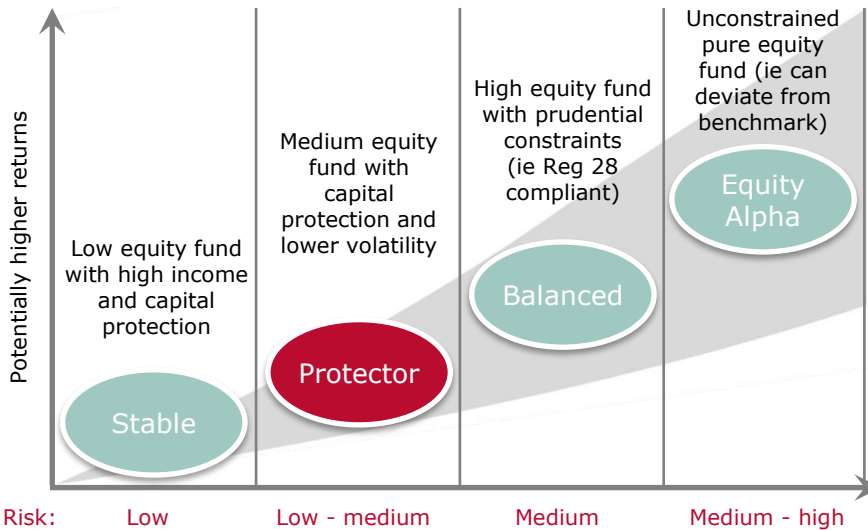 Potentially higher returns
Low equity fund
with high income
and capital
protection
Stable
Medium equity
fund with
capital
protection and
lower volatility
Protector
High equity fund
with prudential
constraints
(ie Reg 28
compliant)
Balanced
Unconstrained
pure equity
fund (ie can
deviate from
benchmark)
Equity
Alpha
Risk: Low Low - medium Medium Medium - high